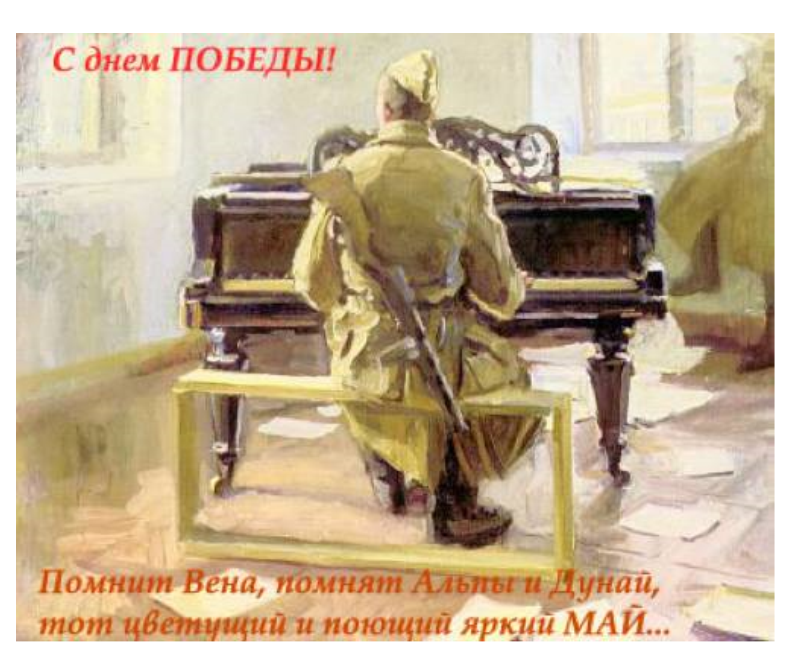 С днем ПОБЕДЫ!
Помнит Вена, помнят Альпы и Дунай,
тот цветущий и поющий яркий МАЙ...